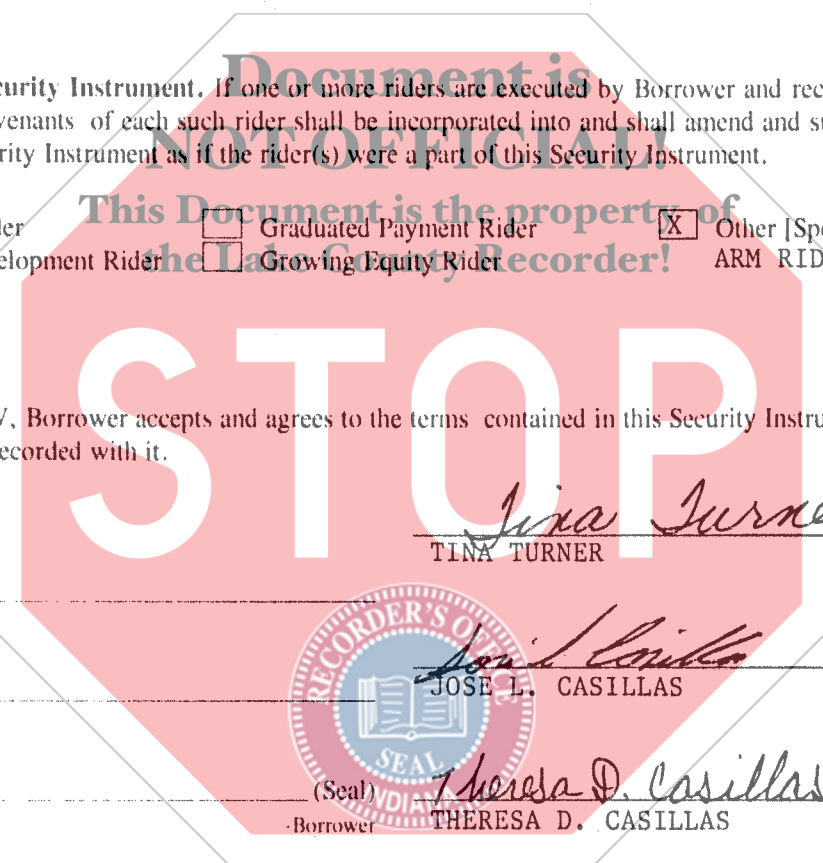 Document is
curity Instrument. If one or more riders are executed by Borrower and rec
venants of each such rider shall be incorporated into and shall amend and su
NOT OFFICIAL!
rity Instrument as if the rider(s) were a part of this Security Instrument.
This Document is the property of
ler Graduated Payment Rider X Other [Spe
the Lake County Recorder!
elopment Rider Growing Equity Rider ARM RID
STOP
V, Borrower accepts and agrees to the terms contained in this Security Instru
ecorded with it.
Tina Turne
TINA TURNER
RECORDER'S OFFICE
JOSE L. CASILLAS
SEAL
INDIANA
(Seal) Theresa D. Casillas
-Borrower THERESA D. CASILLAS